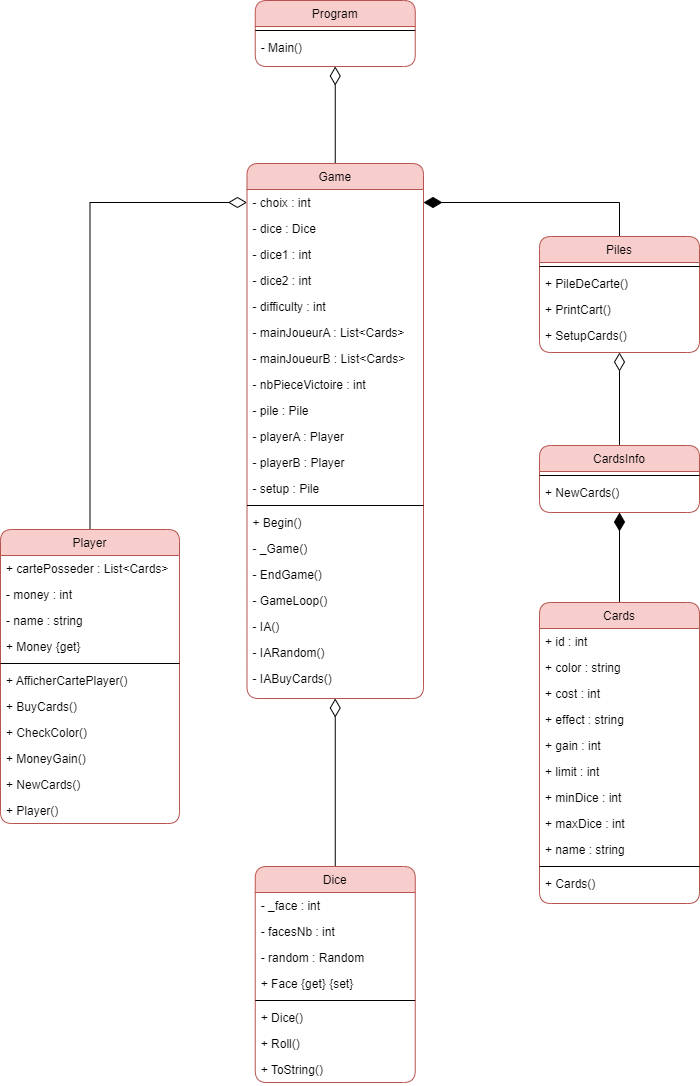 Program
- Main()
Game
- choix : int
- dice : Dice
- dice1 : int
- dice2 : int
- difficulty : int
- mainJoueurA : List<Cards>
- mainJoueurB : List<Cards>
- nbPieceVictoire : int
- pile : Pile
- playerA : Player
- playerB : Player
- setup : Pile
+ Begin()
- _Game()
- EndGame()
- GameLoop()
- IA()
- IARandom()
- IABuyCards()
Piles
+ PileDeCarte()
+ PrintCart()
+ SetupCards()
CardsInfo
+ NewCards()
Player
+ cartePosseder : List<Cards>
- money : int
- name : string
+ Money {get}
+ AfficherCartePlayer()
+ BuyCards()
+ CheckColor()
+ MoneyGain()
+ NewCards()
+ Player()
Cards
+ id : int
+ color : string
+ cost : int
+ effect : string
+ gain : int
+ limit : int
+ minDice : int
+ maxDice : int
+ name : string
+ Cards()
Dice
- _face : int
- facesNb : int
- random : Random
+ Face {get} {set}
+ Dice()
+ Roll()
+ ToString()